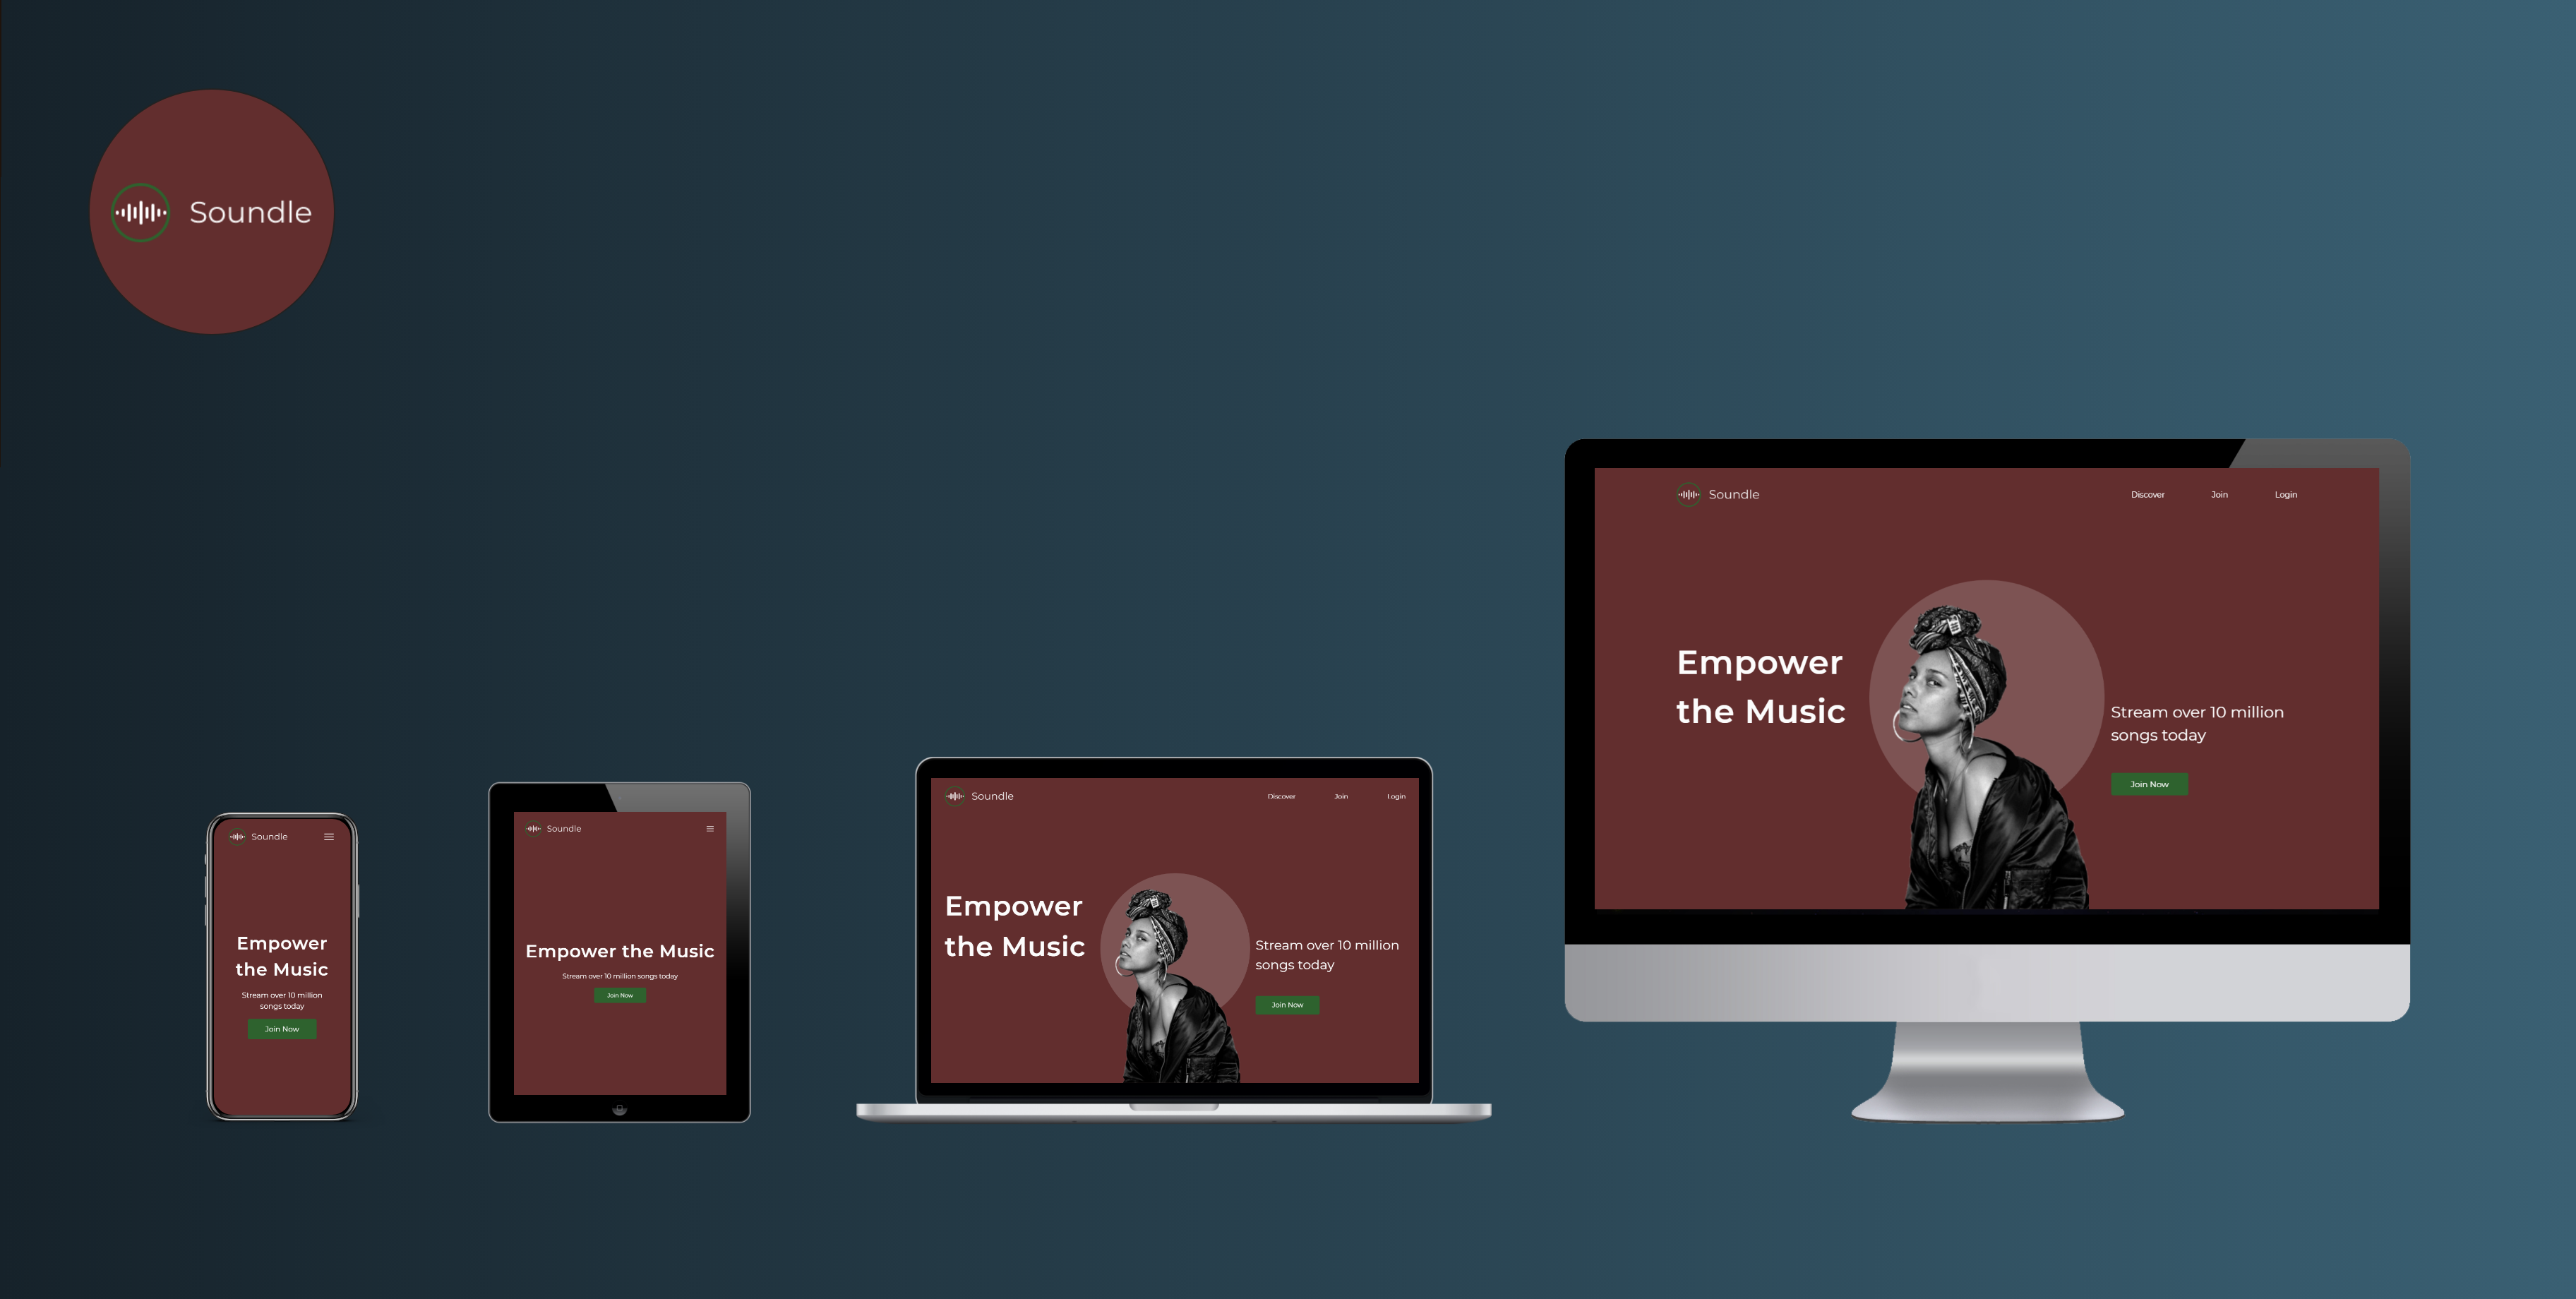 Soundle
Soundle
Empower
the Music
Stream over 10 million
songs today
Join Now
Soundle
Empower the Music
Stream over 10 million songs today
Join Now
Soundle
Discover
Join
Login
Empower
the Music
Stream over 10 million
songs today
Join Now
Soundle
Discover
Join
Login
Empower
the Music
Stream over 10 million
songs today
Join Now